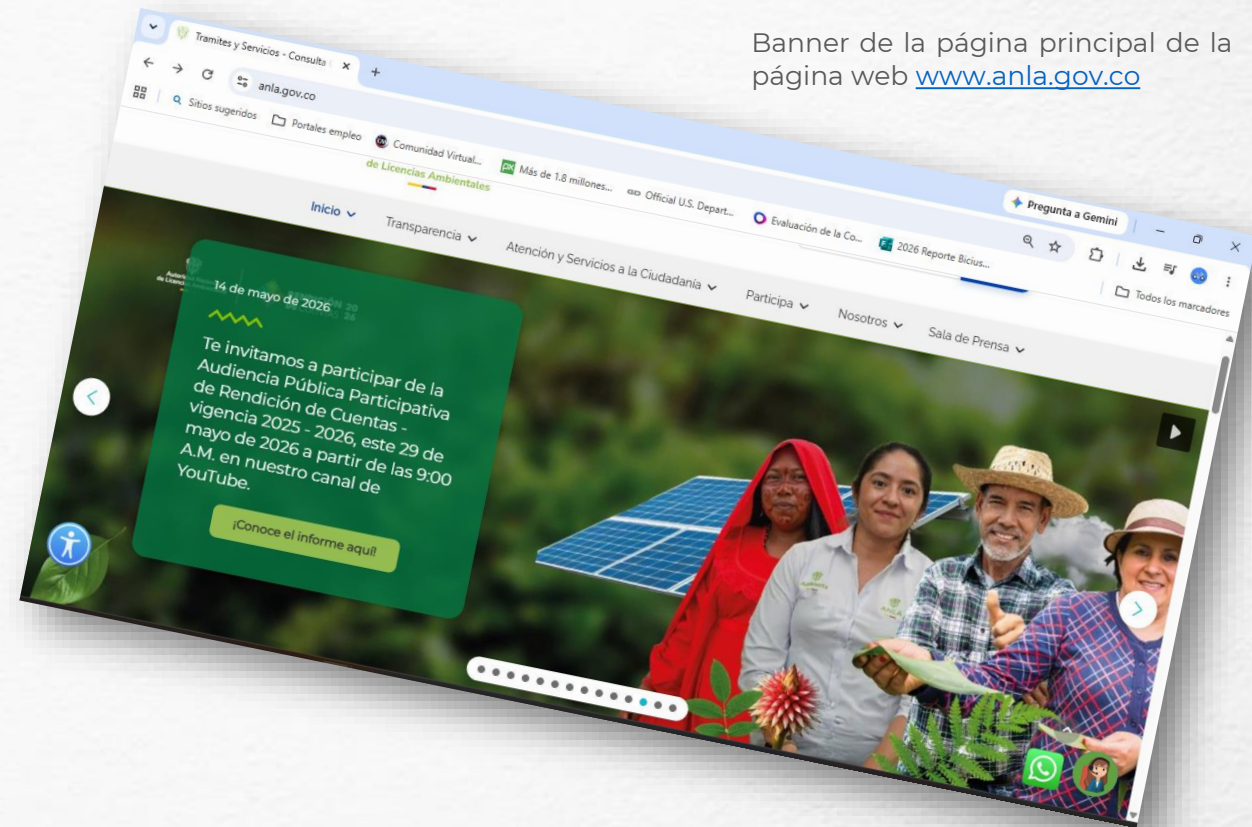 Banner de la página principal de la
página web www.anla.gov.co
Tramites y Servicios - Consulta
anla.gov.co
Pregunta a Gemini
Sitios sugeridos
Portales empleo
Comunidad Virtual...
Más de 1.8 millones...
Official U.S. Depart...
Evaluación de la Co...
2026 Reporte Bicius...
Todos los marcadores
de Licencias Ambientales
Inicio
Transparencia
Atención y Servicios a la Ciudadanía
Participa
Nosotros
Sala de Prensa
14 de mayo de 2026
Te invitamos a participar de la
Audiencia Pública Participativa
de Rendición de Cuentas -
vigencia 2025 - 2026, este 29 de
mayo de 2026 a partir de las 9:00
A.M. en nuestro canal de
YouTube.
¡Conoce el informe aquí!